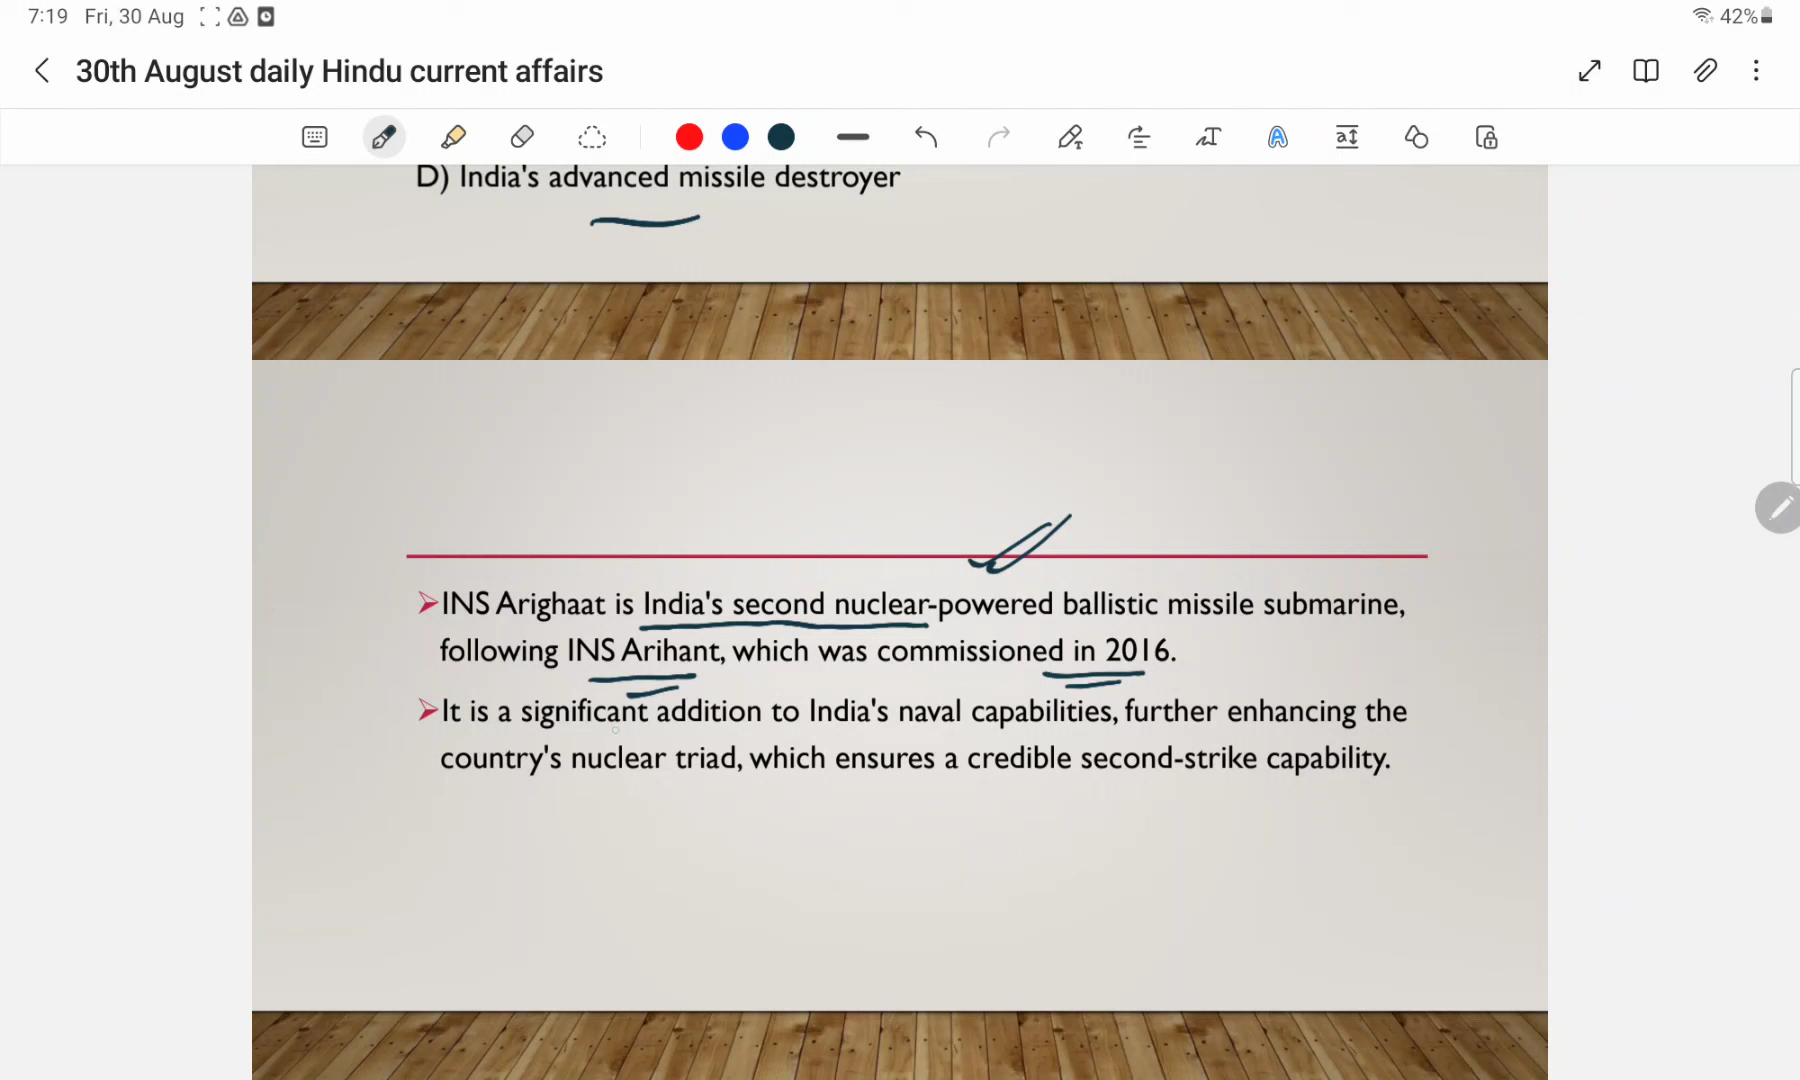 7:19 Fri, 30 Aug 42%
30th August daily Hindu current affairs
D) India's advanced missile destroyer
INS Arighaat is India's second nuclear-powered ballistic missile submarine,
following INS Arihant, which was commissioned in 2016.
It is a significant addition to India's naval capabilities, further enhancing the
country's nuclear triad, which ensures a credible second-strike capability.